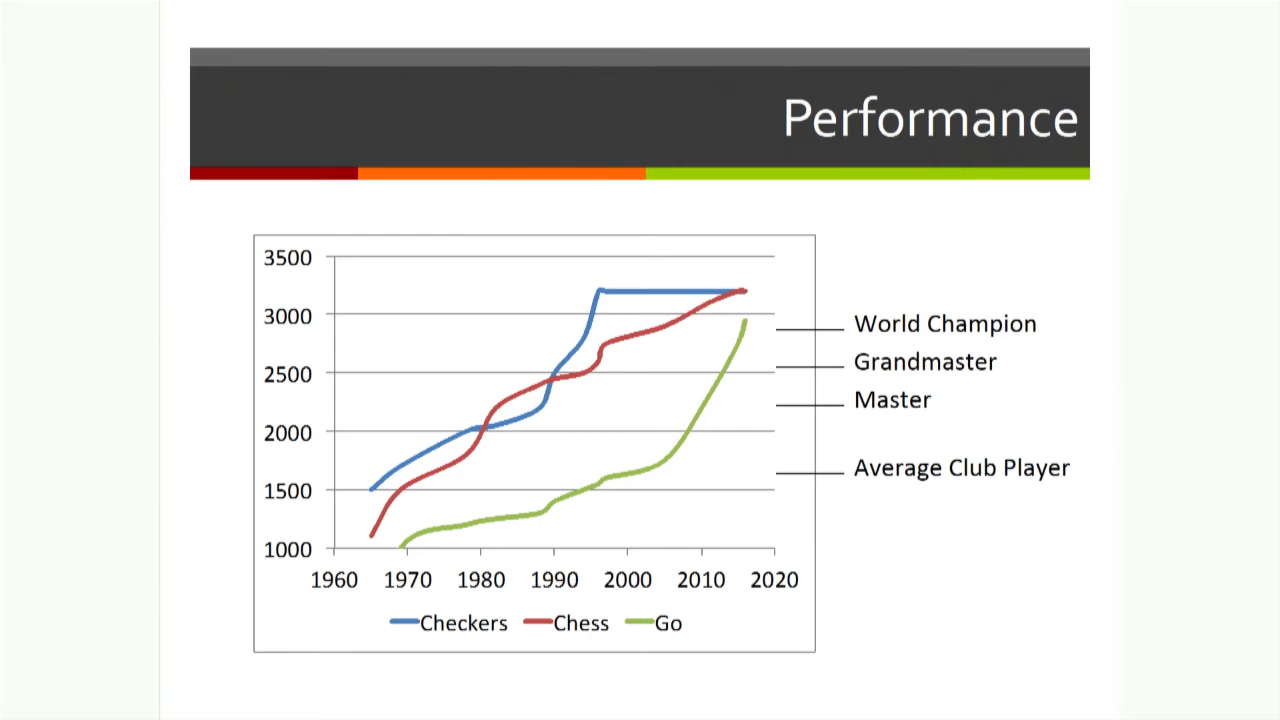 Performance
3500
3000
2500
2000
1500
1000
1960 1970 1980 1990 2000 2010 2020
Checkers Chess Go
World Champion
Grandmaster
Master
Average Club Player